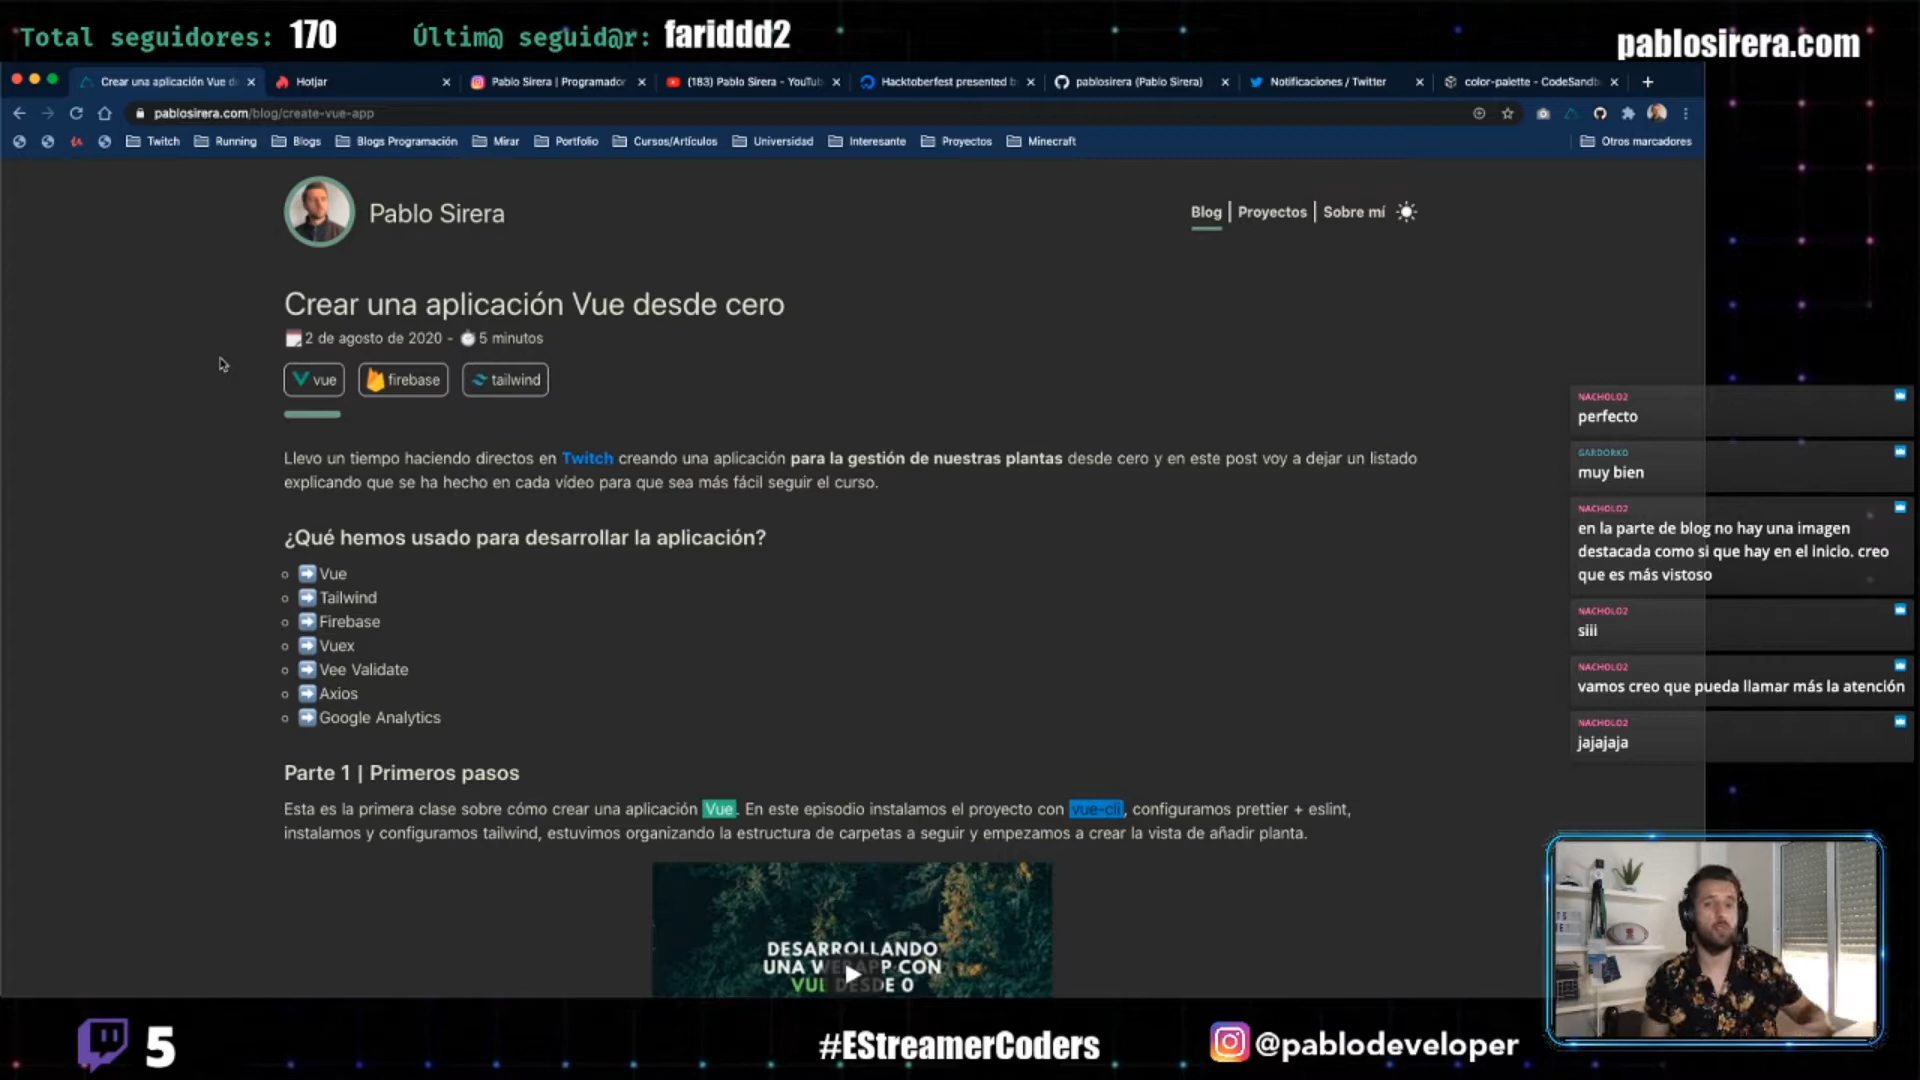 Total seguidores: 170
Últim@ seguid@r: fariddd2
pablosirera.com
Crear una aplicación Vue de
Hotjar
Pablo Sirera | Programador
(183) Pablo Sirera - YouTub
Hacktoberfest presented b
pablosirera (Pablo Sirera)
Notificaciones / Twitter
color-palette - CodeSandb
pablosirera.com/blog/create-vue-app
Twitch
Running
Blogs
Blogs Programación
Mirar
Portfolio
Cursos/Artículos
Universidad
Interesante
Proyectos
Minecraft
Otros marcadores
Pablo Sirera
Blog | Proyectos | Sobre mí
Crear una aplicación Vue desde cero
2 de agosto de 2020 - 5 minutos
vue
firebase
tailwind
Llevo un tiempo haciendo directos en Twitch creando una aplicación para la gestión de nuestras plantas desde cero y en este post voy a dejar un listado
explicando que se ha hecho en cada vídeo para que sea más fácil seguir el curso.
¿Qué hemos usado para desarrollar la aplicación?
Vue
Tailwind
Firebase
Vuex
Vee Validate
Axios
Google Analytics
Parte 1 | Primeros pasos
Esta es la primera clase sobre cómo crear una aplicación Vue. En este episodio instalamos el proyecto con vue-cli, configuramos prettier + eslint,
instalamos y configuramos tailwind, estuvimos organizando la estructura de carpetas a seguir y empezamos a crear la vista de añadir planta.
DESARROLLANDO
UNA WEBAPP CON
VUE DESDE 0
NACHOLO2
perfecto
GARDORKO
muy bien
NACHOLO2
en la parte de blog no hay una imagen
destacada como si que hay en el inicio. creo
que es más vistoso
NACHOLO2
siii
NACHOLO2
vamos creo que pueda llamar más la atención
NACHOLO2
jajajaja
5
#EStreamerCoders
@pablodeveloper